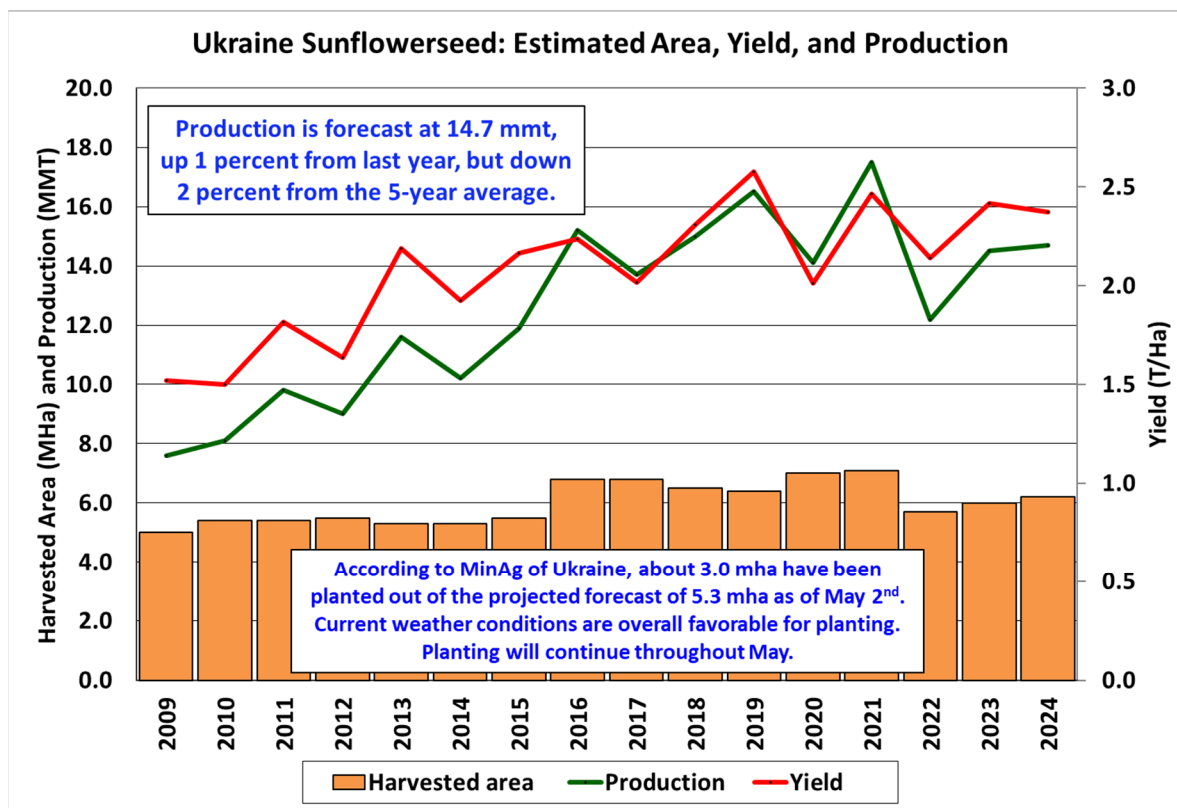 Ukraine Sunflowerseed: Estimated Area, Yield, and Production
Harvested Area (MHa) and Production (MMT)
20.0
18.0
16.0
14.0
12.0
10.0
8.0
6.0
4.0
2.0
0.0
Production is forecast at 14.7 mmt,
up 1 percent from last year, but down
2 percent from the 5-year average.
According to MinAg of Ukraine, about 3.0 mha have been
planted out of the projected forecast of 5.3 mha as of May 2nd.
Current weather conditions are overall favorable for planting.
Planting will continue throughout May.
3.0
2.5
2.0
1.5
1.0
0.5
0.0
Yield (T/Ha)
2009
2010
2011
2012
2013
2014
2015
2016
2017
2018
2019
2020
2021
2022
2023
2024
Harvested area
Production
Yield